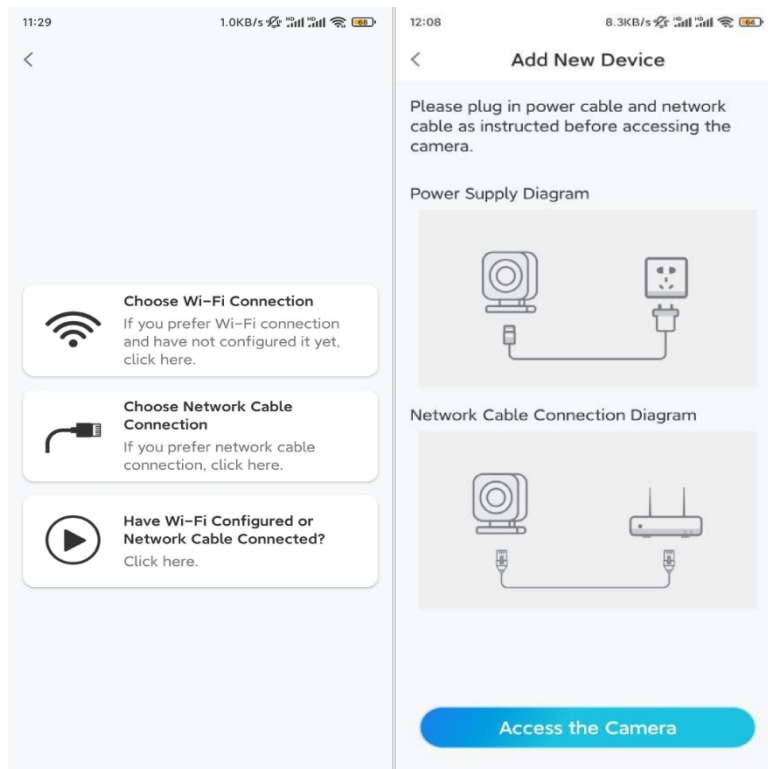 11:29
1.0KB/s
68
Choose Wi-Fi Connection
If you prefer Wi-Fi connection
and have not configured it yet,
click here.
Choose Network Cable
Connection
If you prefer network cable
connection, click here.
Have Wi-Fi Configured or
Network Cable Connected?
Click here.
12:08
8.3KB/s
64
Add New Device
Please plug in power cable and network
cable as instructed before accessing the
camera.
Power Supply Diagram
Network Cable Connection Diagram
Access the Camera